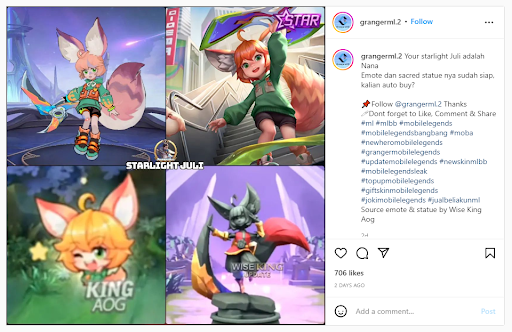 STAR
STARLIGHT JULI
KING
AOG
WISE KING
grangerml.2 • Follow
grangerml.2 Your starlight Juli adalah
Nana
Emote dan sacred statue nya sudah siap,
kalian auto buy?
📌Follow @grangerml.2 Thanks
Dont forget to Like, Comment & Share
#ml #mlbb #mobilelegends
#mobilelegendsbangbang #moba
#newheromobilelegends
#grangermobilelegends
#updatemobilelegends #newskinmlbb
#mobilelegendsleak
#topupmobilelegends
#giftskinmobilelegends
#jokimobilelegends #jualbeliakunml
Source emote & statue by Wise King
Aog
706 likes
2 DAYS AGO
Add a comment...
Post